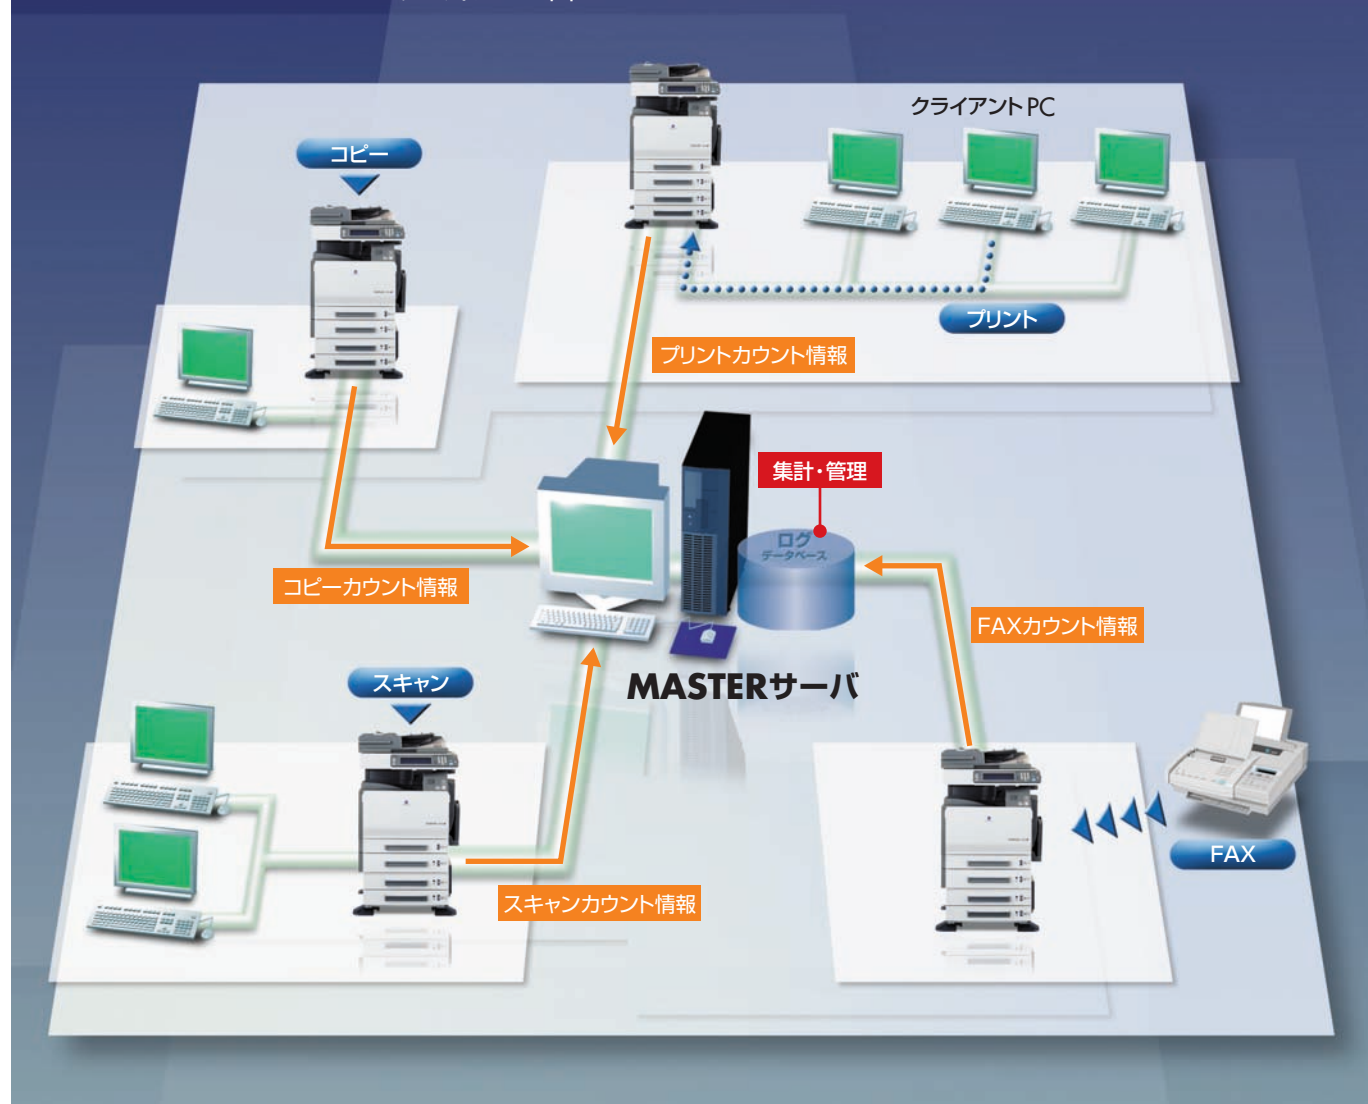 クライアントPC
コピー
プリント
プリントカウント情報
集計・管理
ログ
データベース
コピーカウント情報
FAXカウント情報
MASTERサーバ
スキャン
FAX
スキャンカウント情報